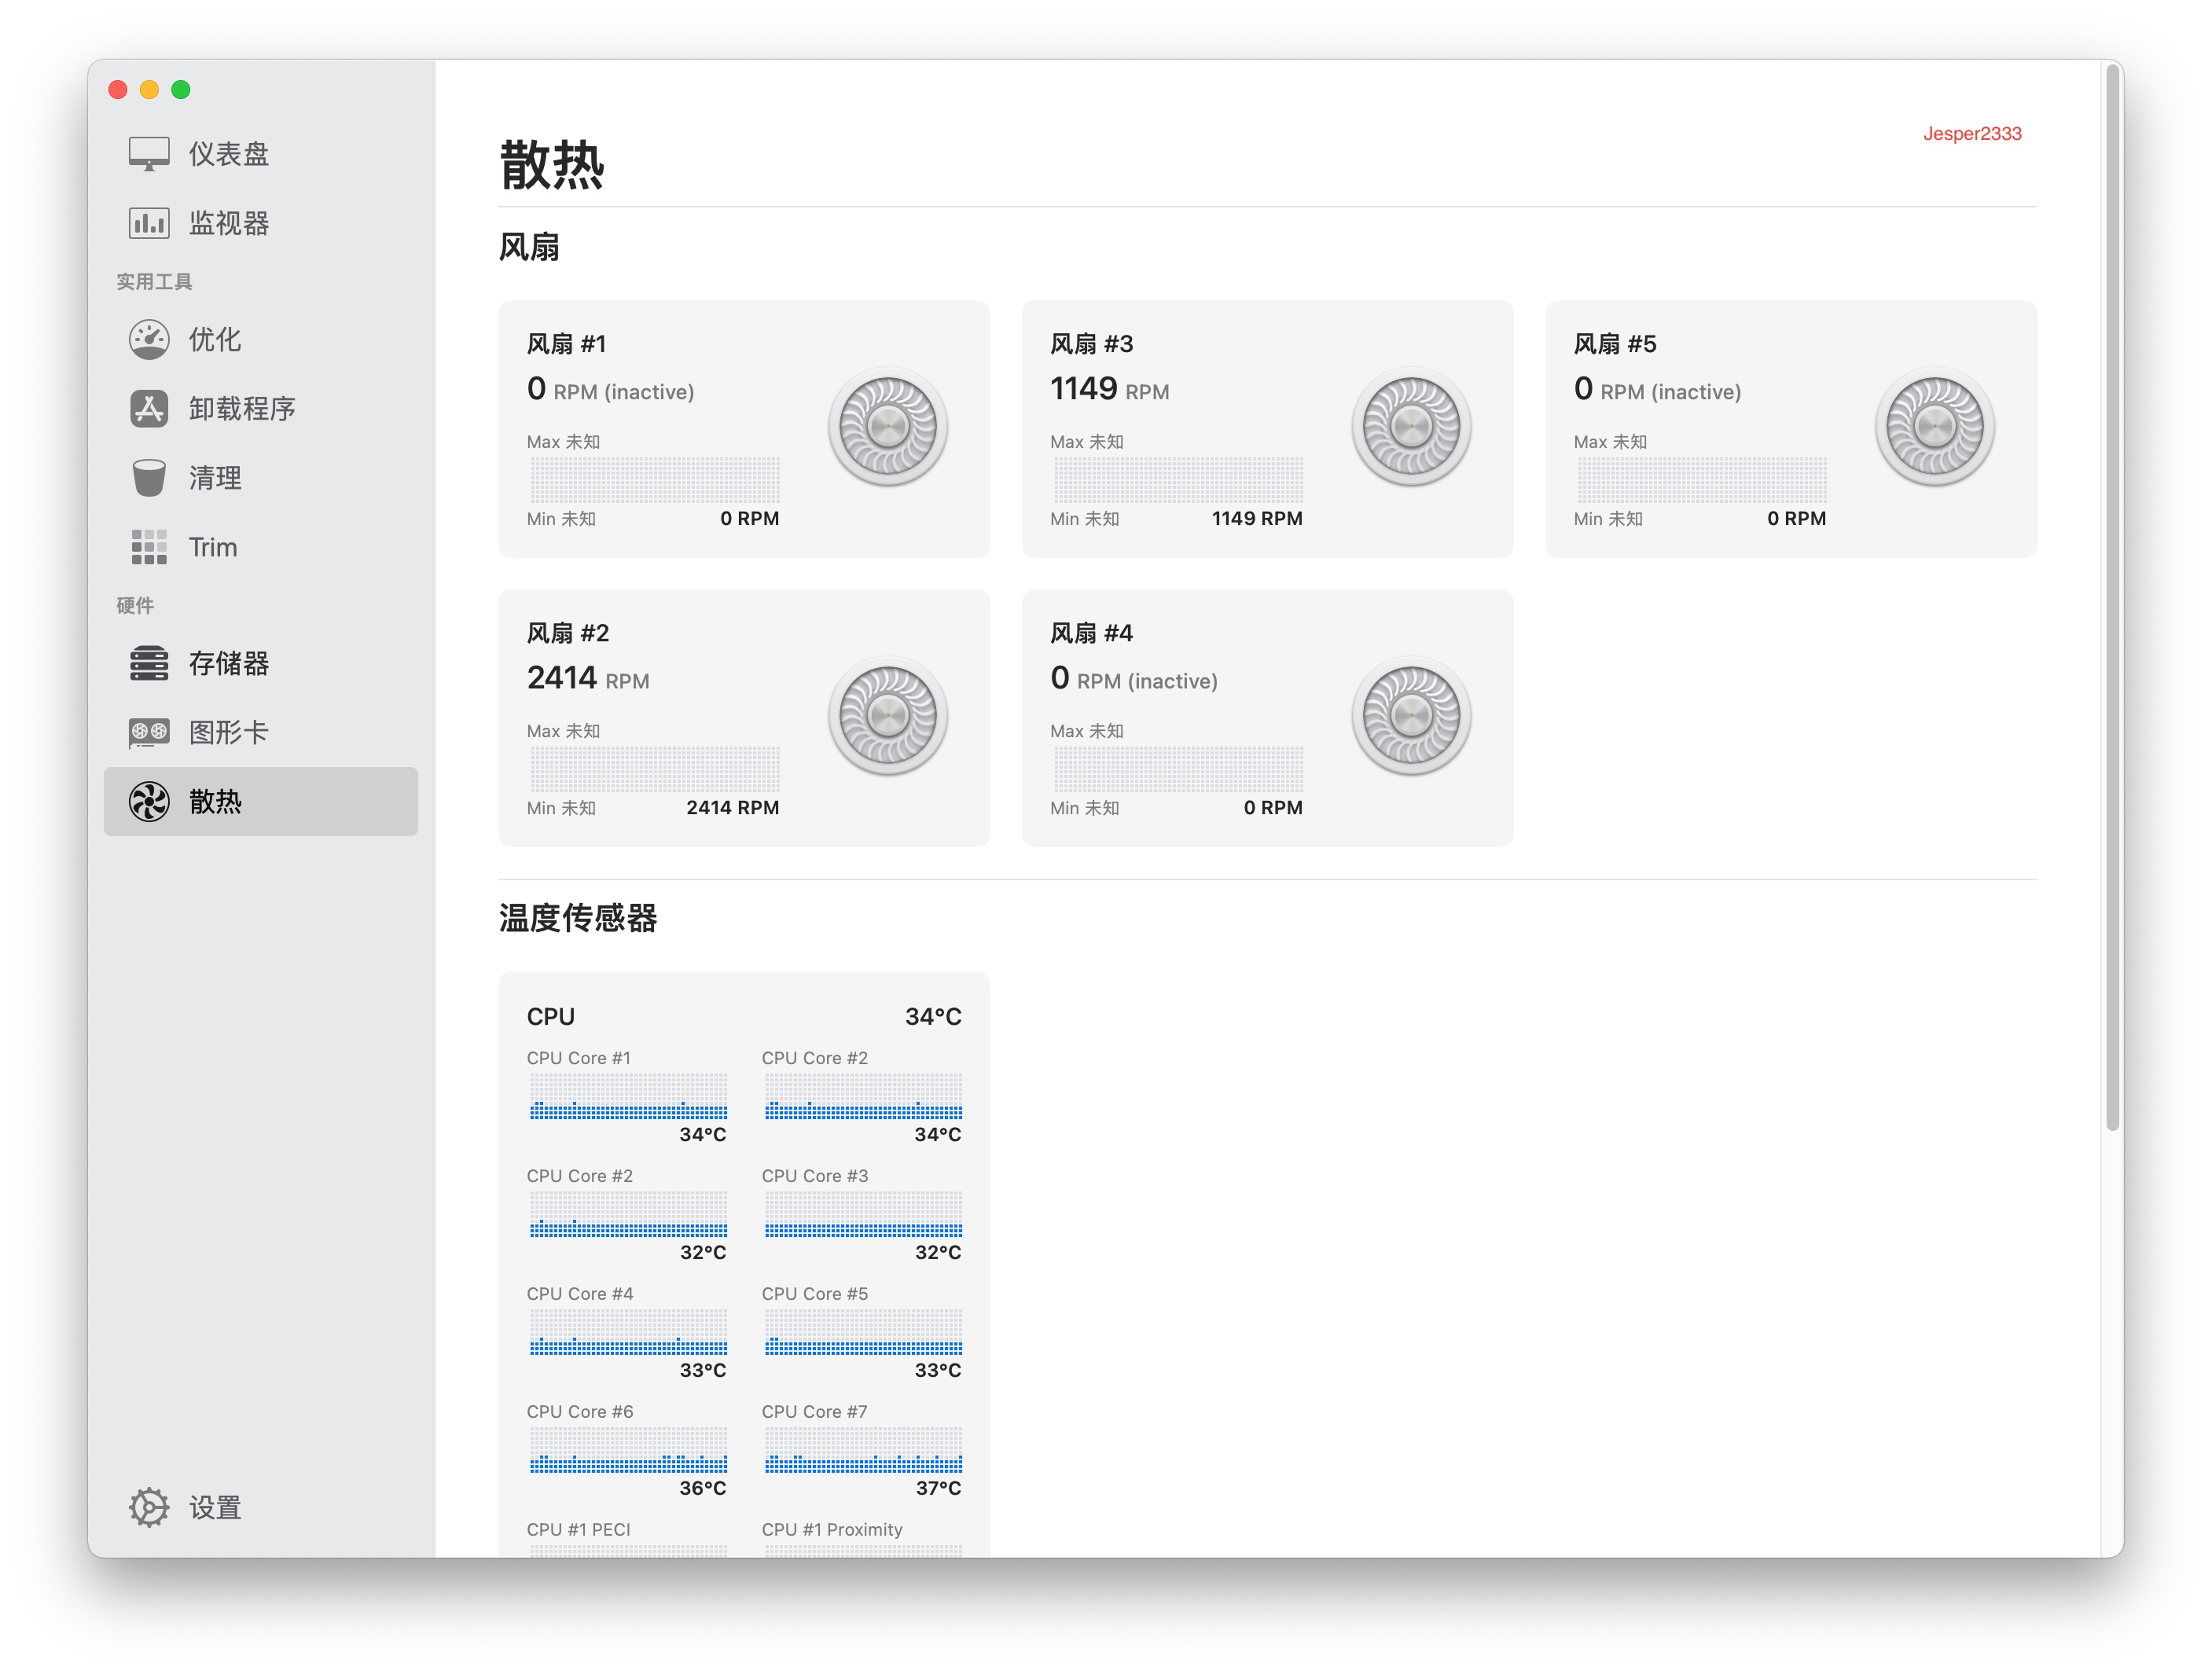 仪表盘
监视器
实用工具
优化
卸载程序
清理
Trim
硬件
存储器
图形卡
散热
设置
Jesper2333
散热
风扇
风扇 #1
0 RPM (inactive)
Max 未知
Min 未知 0 RPM
风扇 #3
1149 RPM
Max 未知
Min 未知 1149 RPM
风扇 #5
0 RPM (inactive)
Max 未知
Min 未知 0 RPM
风扇 #2
2414 RPM
Max 未知
Min 未知 2414 RPM
风扇 #4
0 RPM (inactive)
Max 未知
Min 未知 0 RPM
温度传感器
CPU 34°C
CPU Core #1 CPU Core #2
34°C 34°C
CPU Core #2 CPU Core #3
32°C 32°C
CPU Core #4 CPU Core #5
33°C 33°C
CPU Core #6 CPU Core #7
36°C 37°C
CPU #1 PECI CPU #1 Proximity